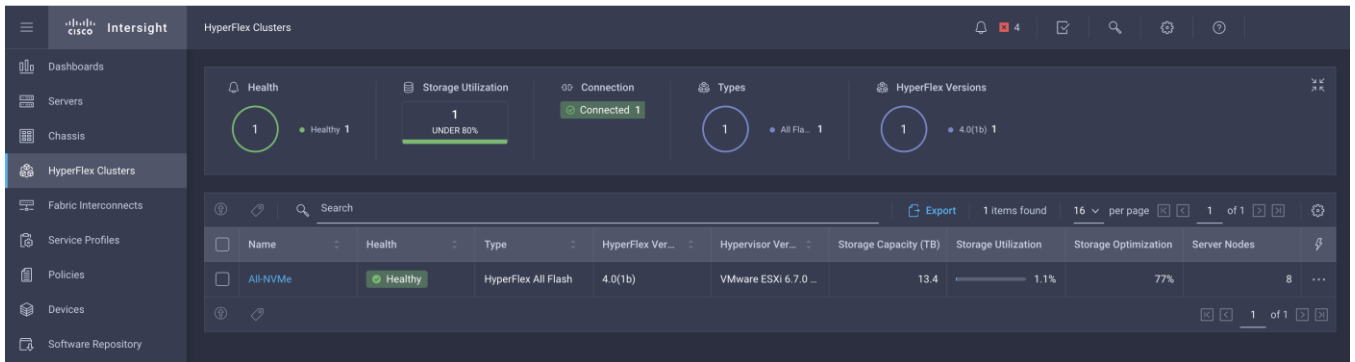 CISCO Intersight
HyperFlex Clusters
4
Dashboards
Servers
Chassis
HyperFlex Clusters
Fabric Interconnects
Service Profiles
Policies
Devices
Software Repository
Health
1
Healthy 1
Storage Utilization
1
UNDER 80%
Connection
Connected 1
Types
1
All Fla... 1
HyperFlex Versions
1
4.0(1b) 1
Search
Export 1 items found 16 per page 1 of 1
Name Health Type HyperFlex Ver... Hypervisor Ver... Storage Capacity (TB) Storage Utilization Storage Optimization Server Nodes
All-NVMe Healthy HyperFlex All Flash 4.0(1b) VMware ESXi 6.7.0 ... 13.4 1.1% 77% 8 ...
1 of 1